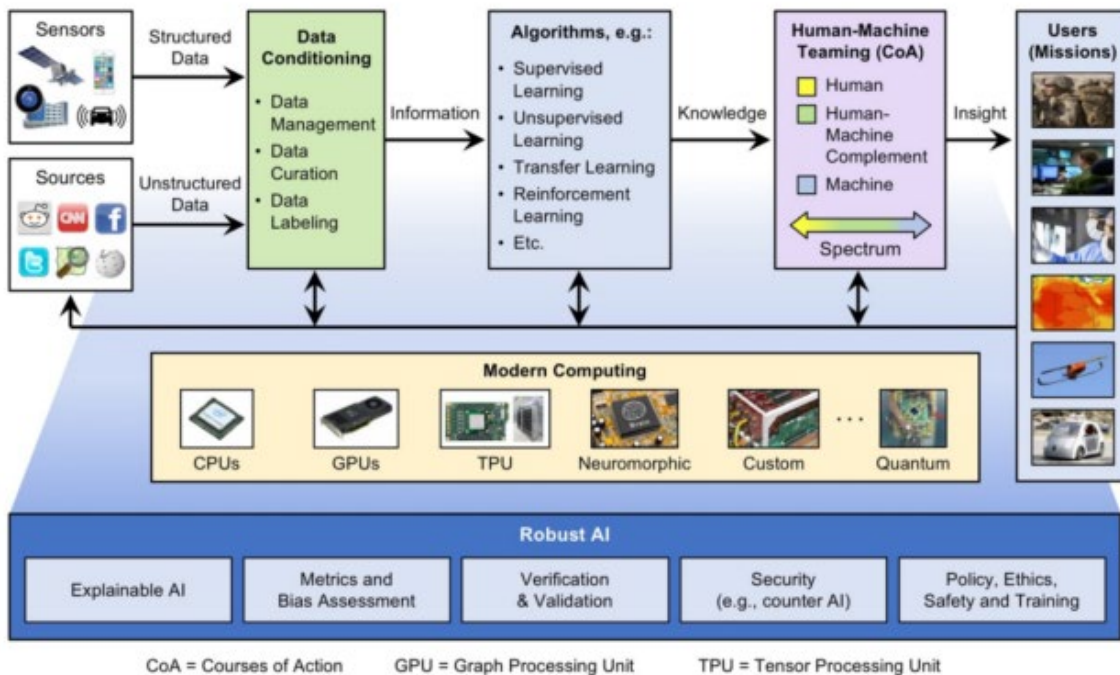 Sensors
Structured
Data
Sources
CNN
Unstructured
Data
Data
Conditioning
• Data
Management
• Data
Curation
• Data
Labeling
Information
Algorithms, e.g.:
• Supervised
Learning
• Unsupervised
Learning
• Transfer Learning
• Reinforcement
Learning
• Etc.
Knowledge
Human-Machine
Teaming (CoA)
Human
Human-
Machine
Complement
Machine
Spectrum
Insight
Users
(Missions)
Modern Computing
CPUs
GPUs
TPU
Neuromorphic
Custom
...
Quantum
Robust AI
Explainable AI
Metrics and
Bias Assessment
Verification
& Validation
Security
(e.g., counter AI)
Policy, Ethics,
Safety and Training
CoA = Courses of Action GPU = Graph Processing Unit TPU = Tensor Processing Unit